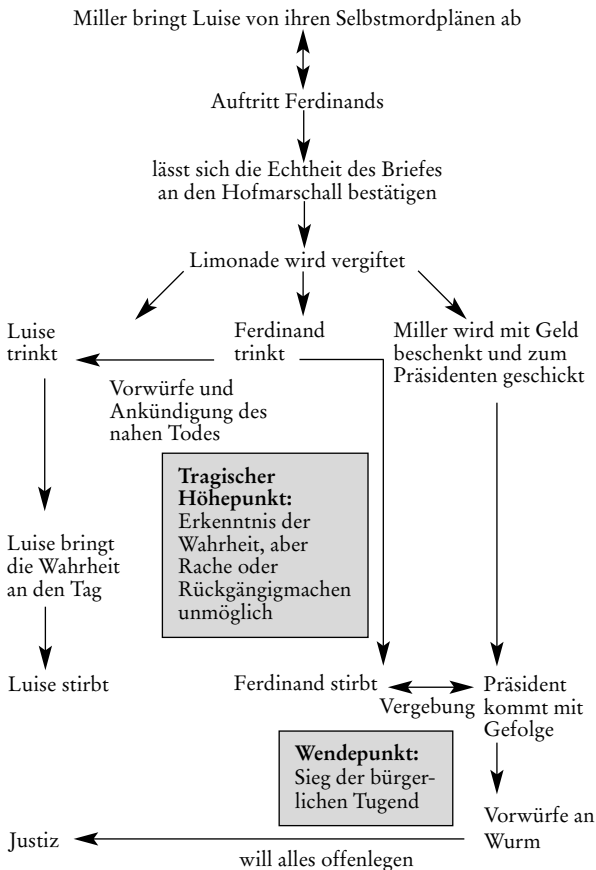 Miller bringt Luise von ihren Selbstmordplänen ab
Auftritt Ferdinands
lässt sich die Echtheit des Briefes
an den Hofmarschall bestätigen
Limonade wird vergiftet
Luise
trinkt
Ferdinand
trinkt
Miller wird mit Geld
beschenkt und zum
Präsidenten geschickt
Vorwürfe und
Ankündigung des
nahen Todes
Tragischer
Höhepunkt:
Erkenntnis der
Wahrheit, aber
Rache oder
Rückgängigmachen
unmöglich
Luise bringt
die Wahrheit
an den Tag
Luise stirbt
Ferdinand stirbt
Vergebung
Präsident
kommt mit
Gefolge
Wendepunkt:
Sieg der bürger-
lichen Tugend
Vorwürfe an
Wurm
Justiz
will alles offenlegen